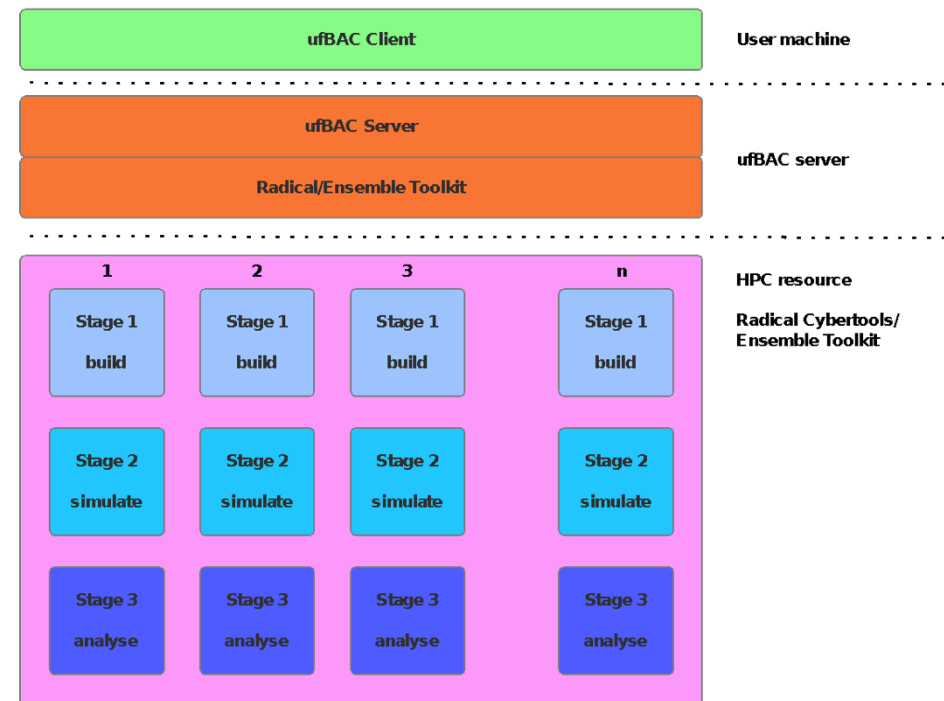 ufBAC Client
User machine
ufBAC Server
Radical/Ensemble Toolkit
ufBAC server
1 2 3 n
HPC resource
Radical Cybertools/
Ensemble Toolkit
Stage 1 Stage 1 Stage 1 Stage 1
build build build build
Stage 2 Stage 2 Stage 2 Stage 2
simulate simulate simulate simulate
Stage 3 Stage 3 Stage 3 Stage 3
analyse analyse analyse analyse